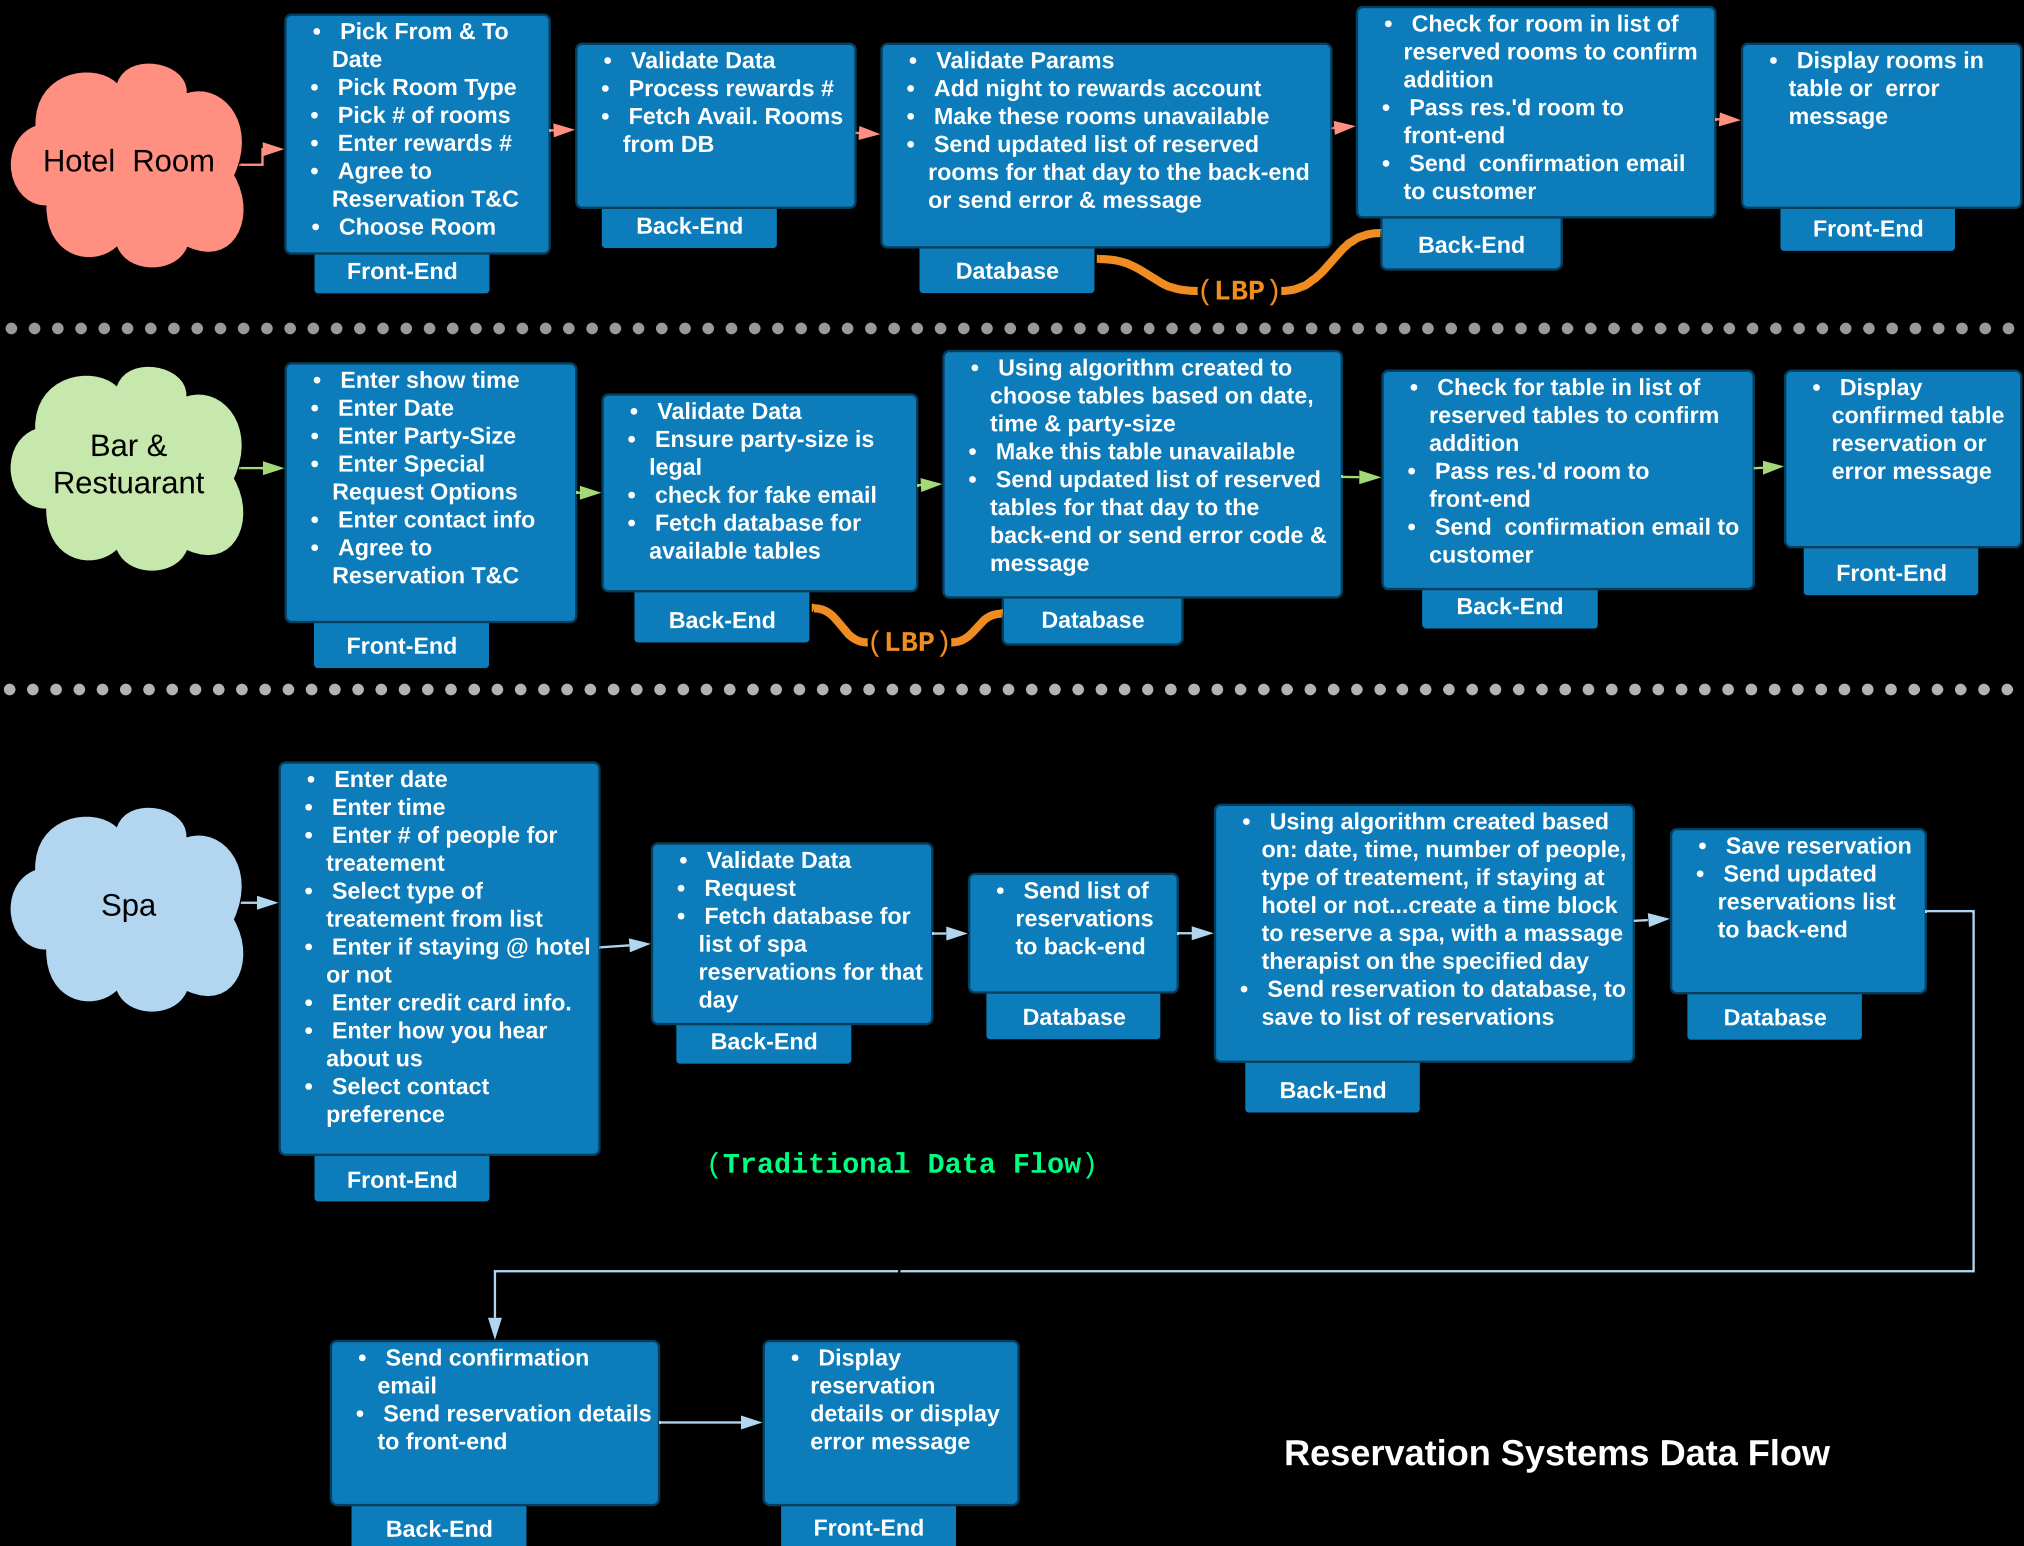 Hotel  Room
• Pick From & To
Date
• Pick Room Type
• Pick # of rooms
• Enter rewards #
• Agree to
Reservation T&C
• Choose Room
Front-End
• Validate Data
• Process rewards #
• Fetch Avail. Rooms
from DB
Back-End
• Validate Params
• Add night to rewards account
• Make these rooms unavailable
• Send updated list of reserved
rooms for that day to the back-end
or send error & message
Database
(LBP)
• Check for room in list of
reserved rooms to confirm
addition
• Pass res.'d room to
front-end
• Send  confirmation email
to customer
Back-End
• Display rooms in
table or  error
message
Front-End
Bar &
Restuarant
• Enter show time
• Enter Date
• Enter Party-Size
• Enter Special
Request Options
• Enter contact info
• Agree to
Reservation T&C
Front-End
• Validate Data
• Ensure party-size is
legal
• check for fake email
• Fetch database for
available tables
Back-End
(LBP)
• Using algorithm created to
choose tables based on date,
time & party-size
• Make this table unavailable
• Send updated list of reserved
tables for that day to the
back-end or send error code &
message
Database
• Check for table in list of
reserved tables to confirm
addition
• Pass res.'d room to
front-end
• Send  confirmation email to
customer
Back-End
• Display
confirmed table
reservation or
error message
Front-End
Spa
• Enter date
• Enter time
• Enter # of people for
treatement
• Select type of
treatement from list
• Enter if staying @ hotel
or not
• Enter credit card info.
• Enter how you hear
about us
• Select contact
preference
Front-End
• Validate Data
• Request
• Fetch database for
list of spa
reservations for that
day
Back-End
• Send list of
reservations
to back-end
Database
• Using algorithm created based
on: date, time, number of people,
type of treatement, if staying at
hotel or not...create a time block
to reserve a spa, with a massage
therapist on the specified day
• Send reservation to database, to
save to list of reservations
Back-End
• Save reservation
• Send updated
reservations list
to back-end
Database
(Traditional Data Flow)
• Send confirmation
email
• Send reservation details
to front-end
Back-End
• Display
reservation
details or display
error message
Front-End
Reservation Systems Data Flow